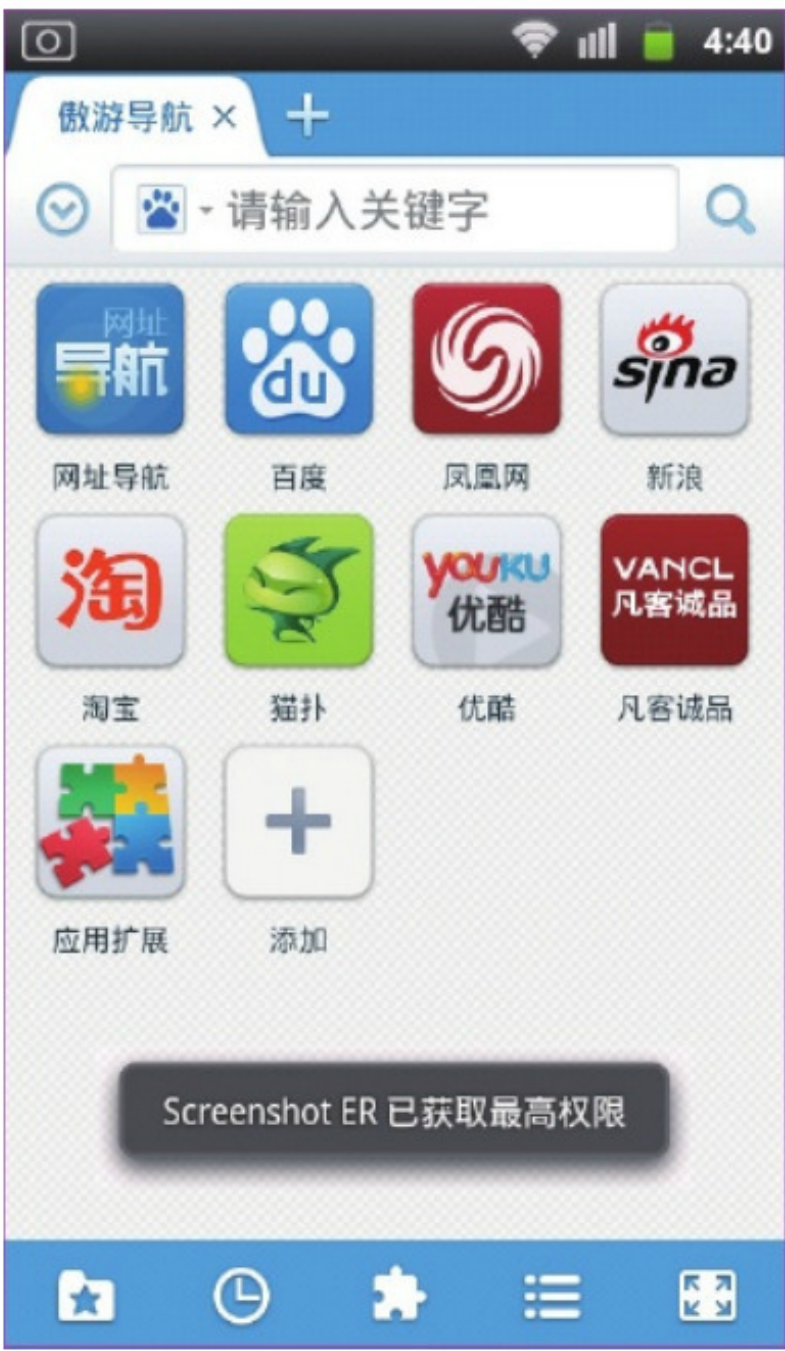 4:40
傲游导航
请输入关键字
网址
导航
du
sina
网址导航
百度
凤凰网
新浪
淘
YOUKU
优酷
VANCL
凡客诚品
淘宝
猫扑
优酷
凡客诚品
应用扩展
添加
Screenshot ER 已获取最高权限